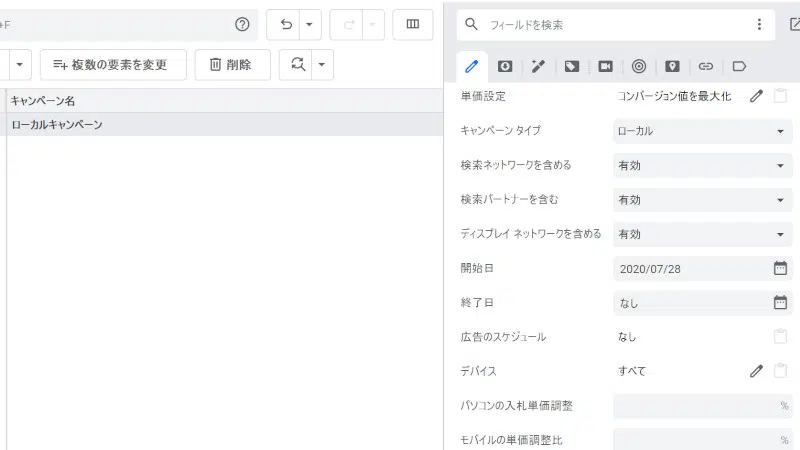 +F
フィールドを検索
複数の要素を変更
削除
キャンペーン名
ローカルキャンペーン
単価設定 コンバージョン値を最大化
キャンペーン タイプ ローカル
検索ネットワークを含める 有効
検索パートナーを含む 有効
ディスプレイ ネットワークを含める 有効
開始日 2020/07/28
終了日 なし
広告のスケジュール なし
デバイス すべて
パソコンの入札単価調整 %
モバイルの単価調整比 %